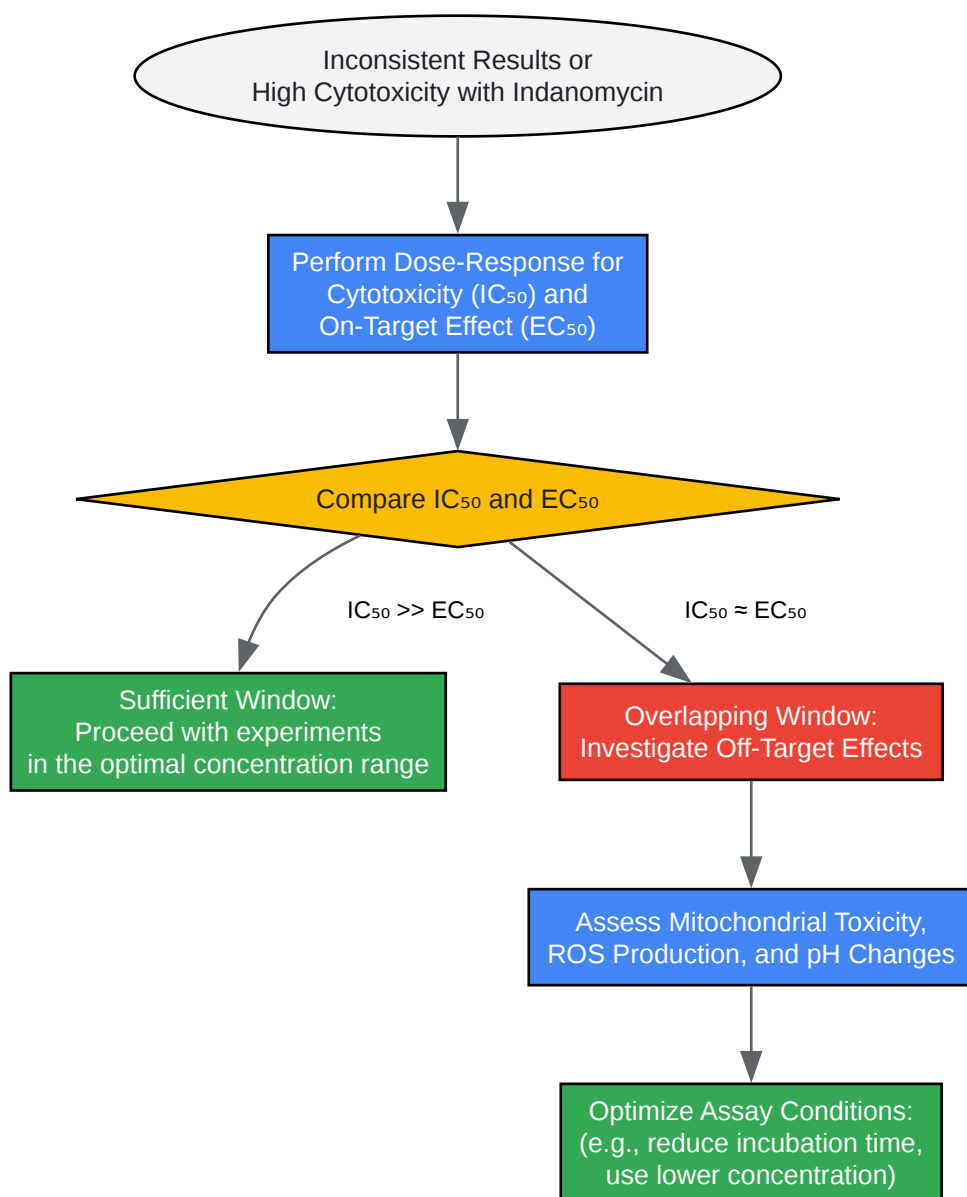 Inconsistent Results or
High Cytotoxicity with Indanomycin
Perform Dose-Response for
Cytotoxicity (IC₅₀) and
On-Target Effect (EC₅₀)
Compare IC₅₀ and EC₅₀
IC₅₀ >> EC₅₀
IC₅₀ ≈ EC₅₀
Sufficient Window:
Proceed with experiments
in the optimal concentration range
Overlapping Window:
Investigate Off-Target Effects
Assess Mitochondrial Toxicity,
ROS Production, and pH Changes
Optimize Assay Conditions:
(e.g., reduce incubation time,
use lower concentration)